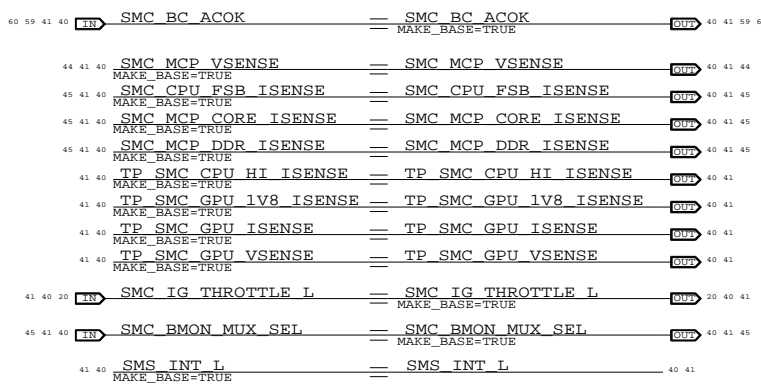 60 59 41 40 IN SMC_BC_ACOK SMC_BC_ACOK OUT 40 41 59 6
MAKE_BASE=TRUE
44 41 40 SMC_MCP_VSENSE SMC_MCP_VSENSE OUT 40 41 44
MAKE_BASE=TRUE
45 41 40 SMC_CPU_FSB_ISENSE SMC_CPU_FSB_ISENSE OUT 40 41 45
MAKE_BASE=TRUE
45 41 40 SMC_MCP_CORE_ISENSE SMC_MCP_CORE_ISENSE OUT 40 41 45
MAKE_BASE=TRUE
45 41 40 SMC_MCP_DDR_ISENSE SMC_MCP_DDR_ISENSE OUT 40 41 45
MAKE_BASE=TRUE
41 40 TP_SMC_CPU_HI_ISENSE TP_SMC_CPU_HI_ISENSE OUT 40 41
MAKE_BASE=TRUE
41 40 TP_SMC_GPU_1V8_ISENSE TP_SMC_GPU_1V8_ISENSE OUT 40 41
MAKE_BASE=TRUE
41 40 TP_SMC_GPU_ISENSE TP_SMC_GPU_ISENSE OUT 40 41
MAKE_BASE=TRUE
41 40 TP_SMC_GPU_VSENSE TP_SMC_GPU_VSENSE OUT 40 41
MAKE_BASE=TRUE
41 40 20 IN SMC_IG_THROTTLE_L SMC_IG_THROTTLE_L OUT 20 40 41
MAKE_BASE=TRUE
45 41 40 IN SMC_BMON_MUX_SEL SMC_BMON_MUX_SEL OUT 40 41 45
MAKE_BASE=TRUE
41 40 SMS_INT_L SMS_INT_L 40 41
MAKE_BASE=TRUE